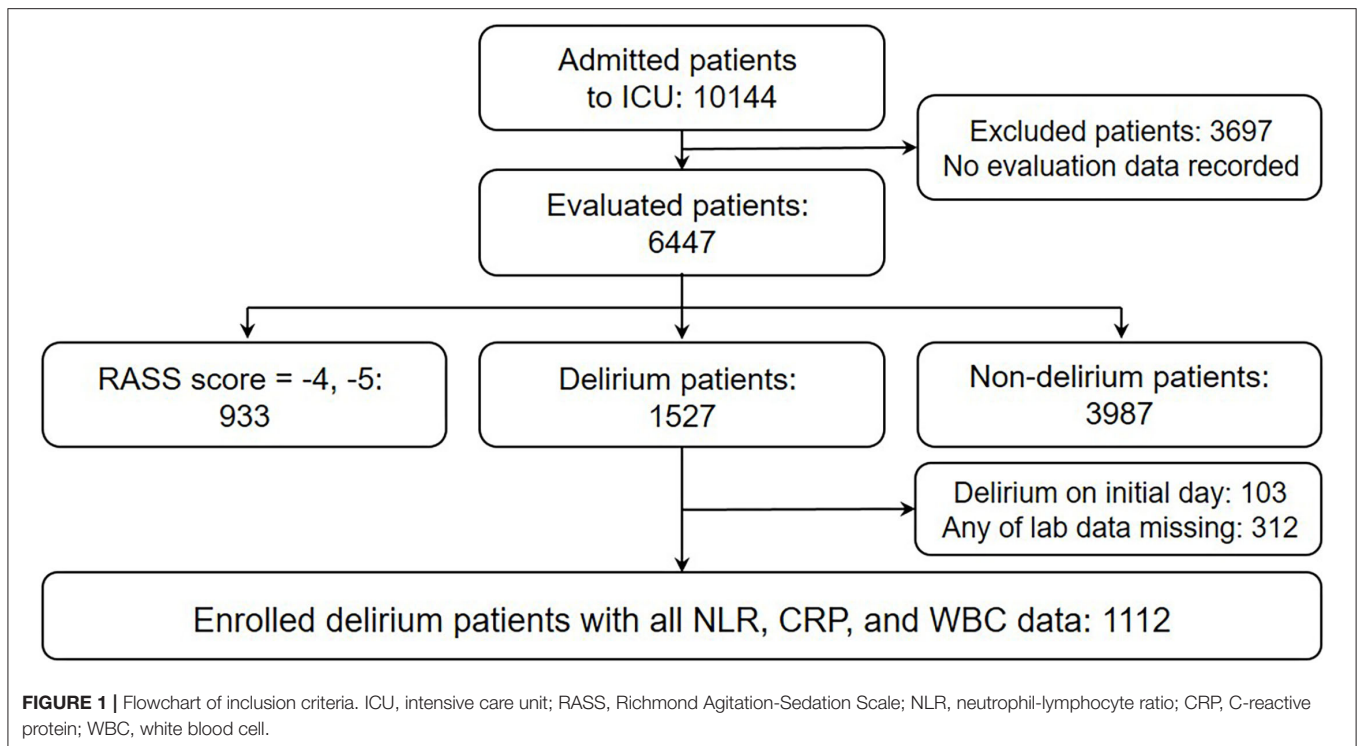 Admitted patients
to ICU: 10144
Excluded patients: 3697
No evaluation data recorded
Evaluated patients:
6447
RASS score = -4, -5:
933
Delirium patients:
1527
Non-delirium patients:
3987
Delirium on initial day: 103
Any of lab data missing: 312
Enrolled delirium patients with all NLR, CRP, and WBC data: 1112
FIGURE 1 | Flowchart of inclusion criteria. ICU, intensive care unit; RASS, Richmond Agitation-Sedation Scale; NLR, neutrophil-lymphocyte ratio; CRP, C-reactive
protein; WBC, white blood cell.